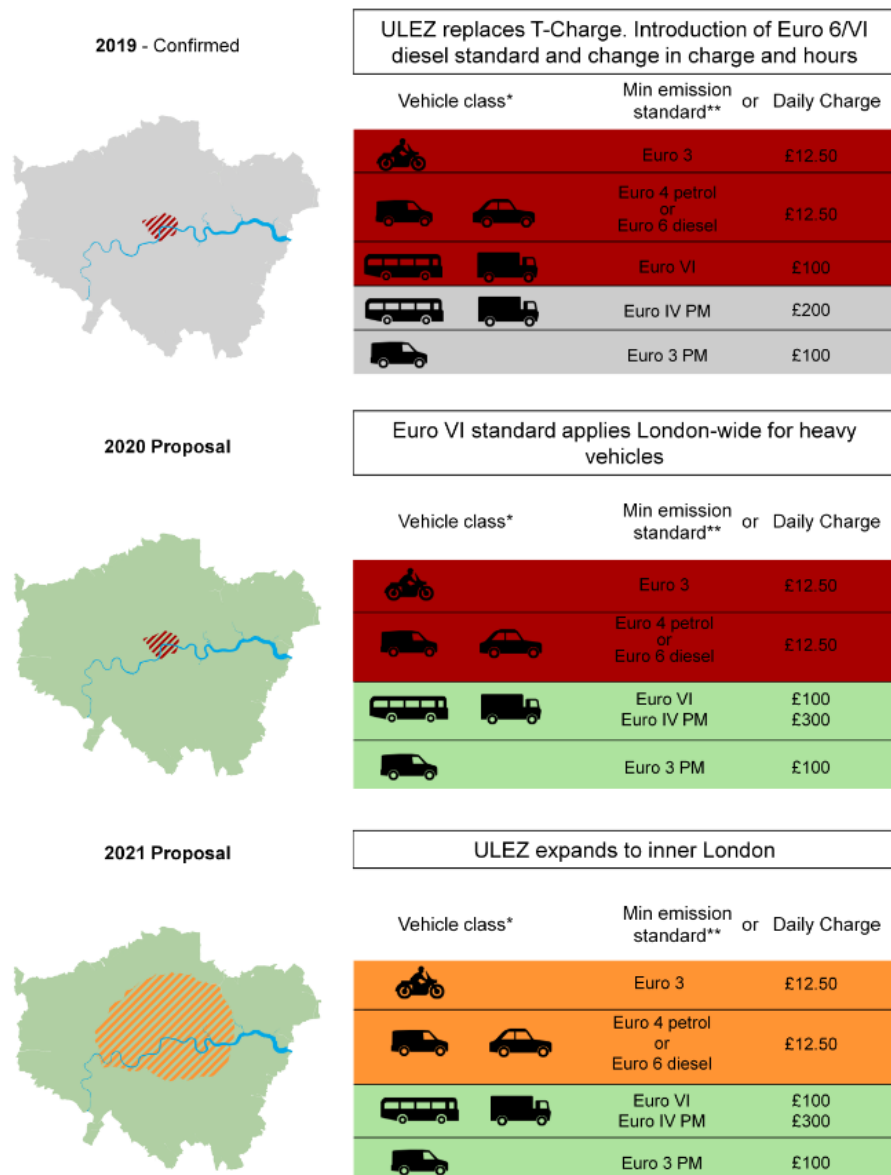 2019 - Confirmed
ULEZ replaces T-Charge. Introduction of Euro 6/VI
diesel standard and change in charge and hours
Vehicle class*
Min emission
standard**
or
Daily Charge
Euro 3
£12.50
Euro 4 petrol
or
Euro 6 diesel
£12.50
Euro VI
£100
Euro IV PM
£200
Euro 3 PM
£100
2020 Proposal
Euro VI standard applies London-wide for heavy
vehicles
Vehicle class*
Min emission
standard**
or
Daily Charge
Euro 3
£12.50
Euro 4 petrol
or
Euro 6 diesel
£12.50
Euro VI
£100
Euro IV PM
£300
Euro 3 PM
£100
2021 Proposal
ULEZ expands to inner London
Vehicle class*
Min emission
standard**
or
Daily Charge
Euro 3
£12.50
Euro 4 petrol
or
Euro 6 diesel
£12.50
Euro VI
£100
Euro IV PM
£300
Euro 3 PM
£100